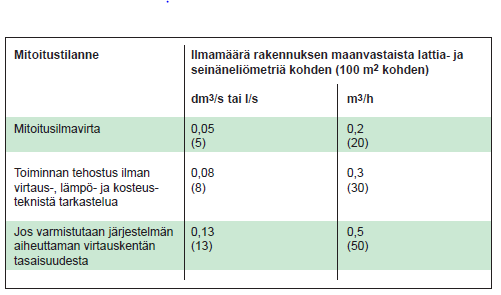 Mitoitustilanne
Ilmamäärä rakennuksen maanvastaista lattia- ja
seinäneliömetriä kohden (100 m2 kohden)
dm3/s tai l/s
m3/h
Mitoitusilmavirta
0,05
0,2
(5)
(20)
Toiminnan tehostus ilman
0,08
0,3
virtaus-, lämpö- ja kosteus-
(8)
(30)
teknistä tarkastelua
Jos varmistutaan järjestelmän
0,13
0,5
aiheuttaman virtauskentän
(13)
(50)
tasaisuudesta